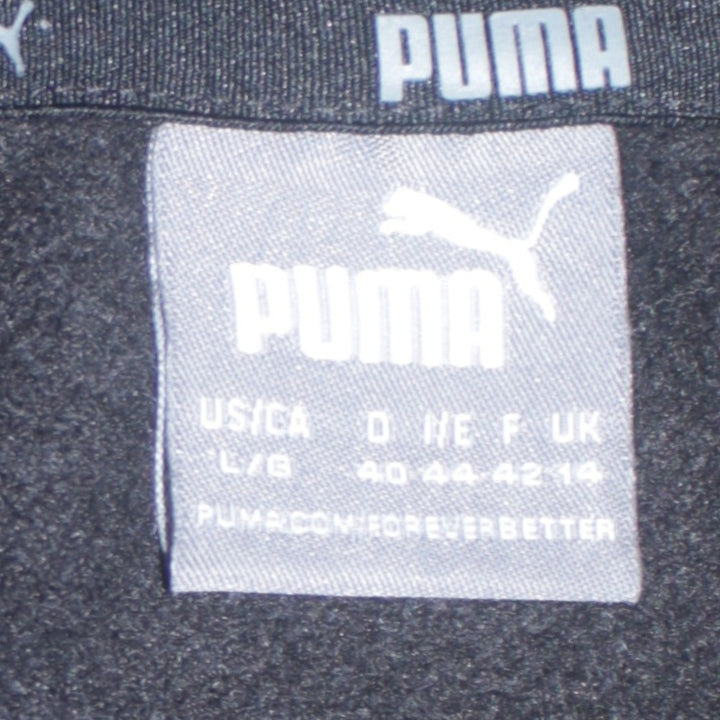 PUMA
PUMA
US/CA D I/E F UK
L/G 40 44 42 14
PUMA.COM/FOREVERBETTER